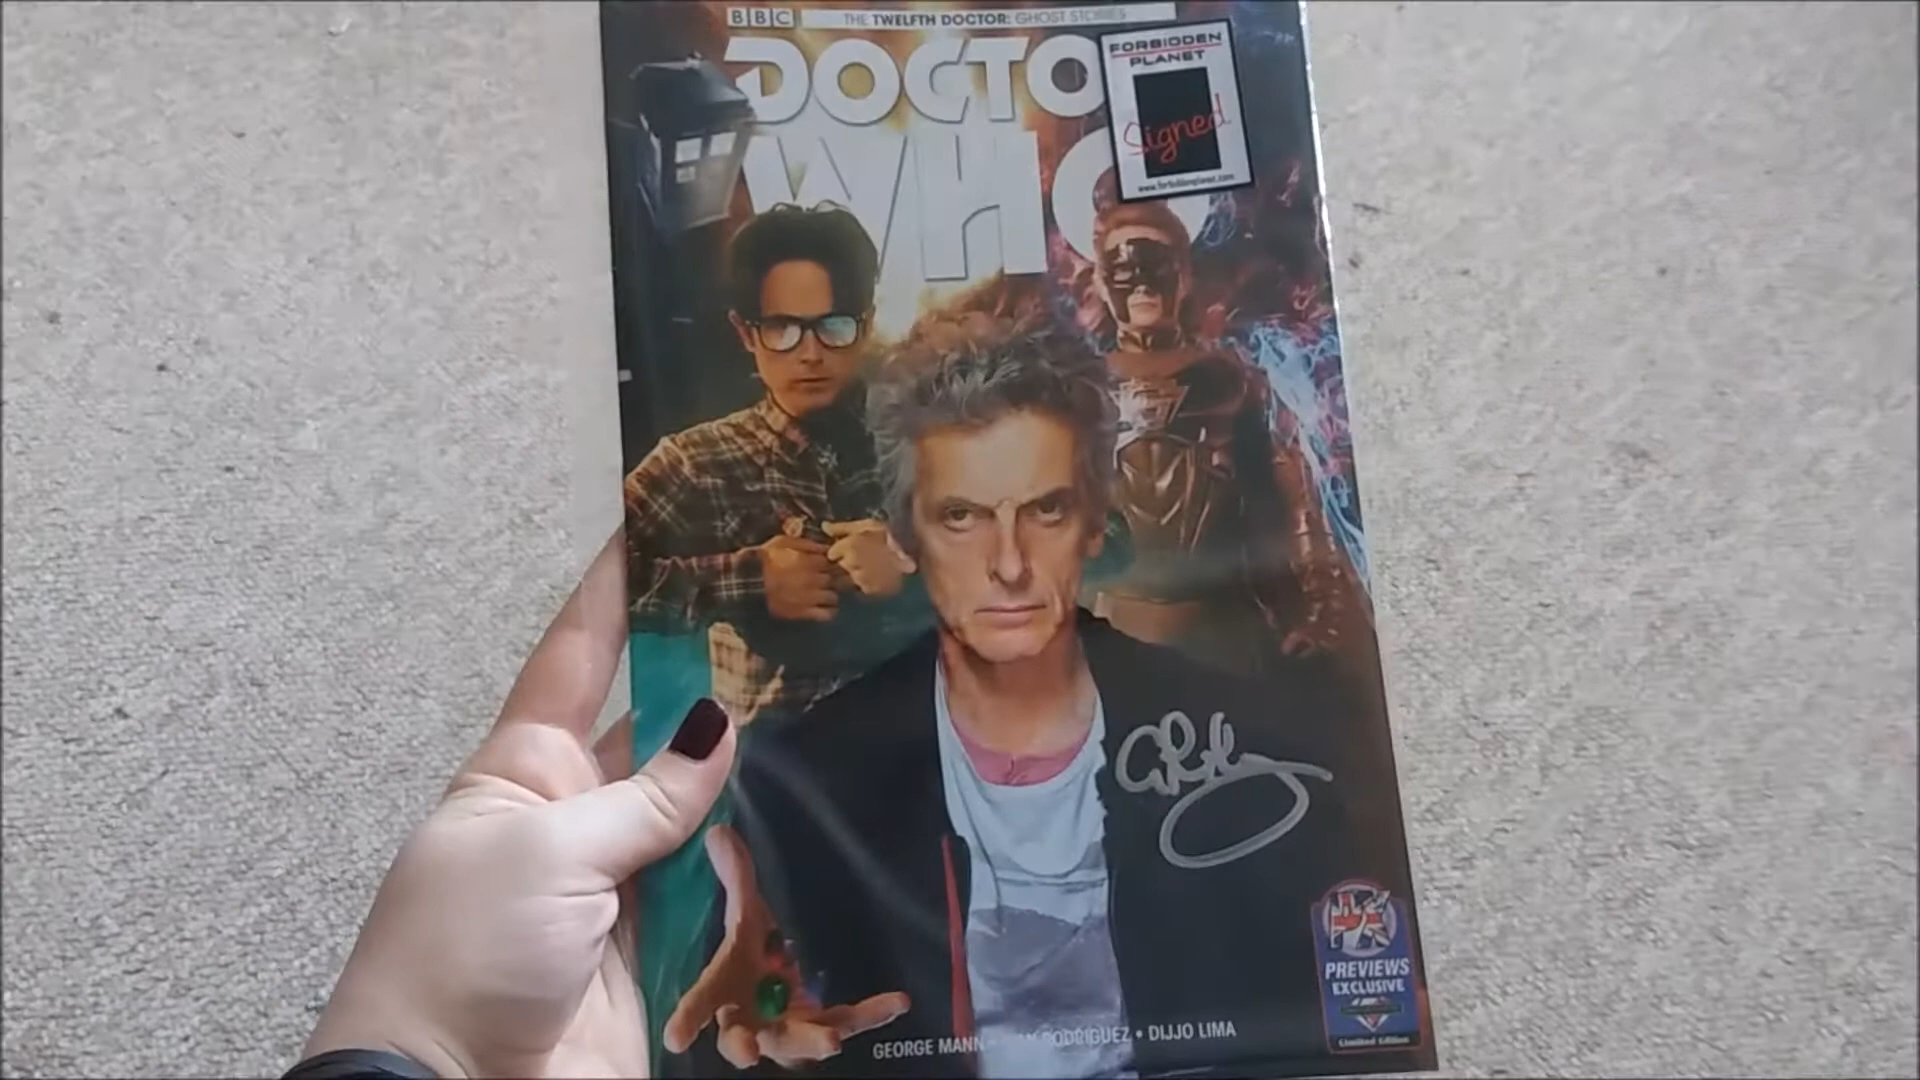 BBC THE TWELFTH DOCTOR: GHOST STORIES
DOCTO
WHO
FORBIDDEN
PLANET
Signed
www.forbiddenplanet.com
PREVIEWS
EXCLUSIVE
Limited Edition
GEORGE MANN RODRIGUEZ • DIJJO LIMA